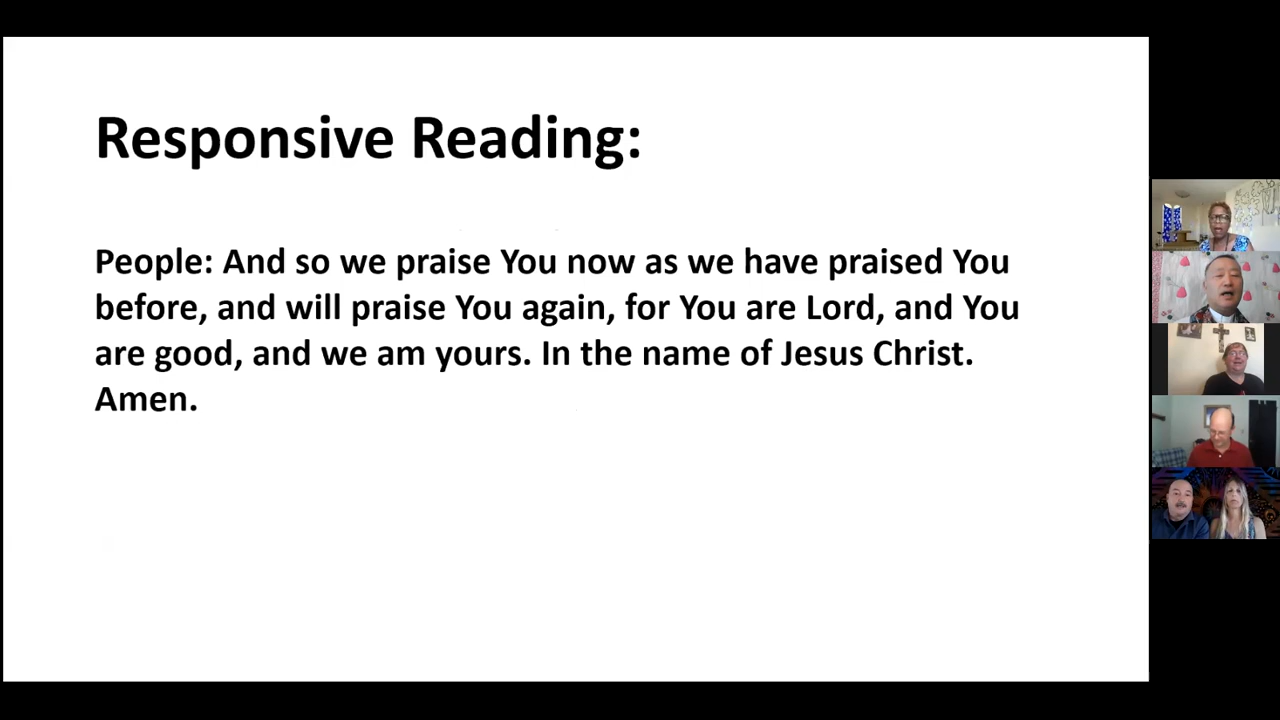 Responsive Reading:
People: And so we praise You now as we have praised You
before, and will praise You again, for You are Lord, and You
are good, and we am yours. In the name of Jesus Christ.
Amen.